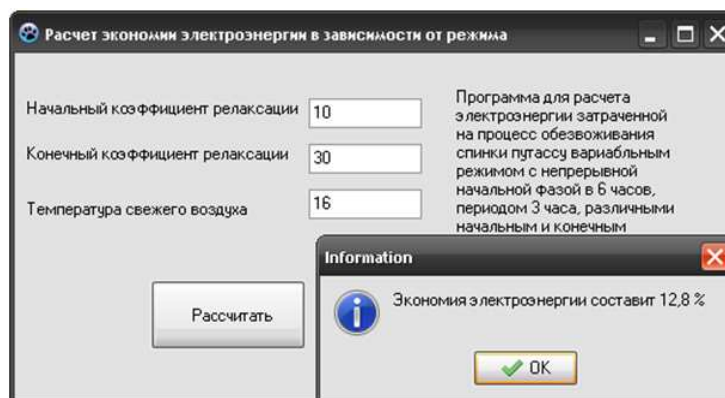 Расчет экономии электроэнергии в зависимости от режима
Начальный коэффициент релаксации
10
Конечный коэффициент релаксации
30
Температура свежего воздуха
16
Программа для расчета
электроэнергии затраченной
на процесс обезвоживания
спинки путассу вариабльным
режимом с непрерывной
начальной фазой в 6 часов,
периодом 3 часа, различными
начальным и конечным
Рассчитать
Information
Экономия электроэнергии составит 12,8 %
OK